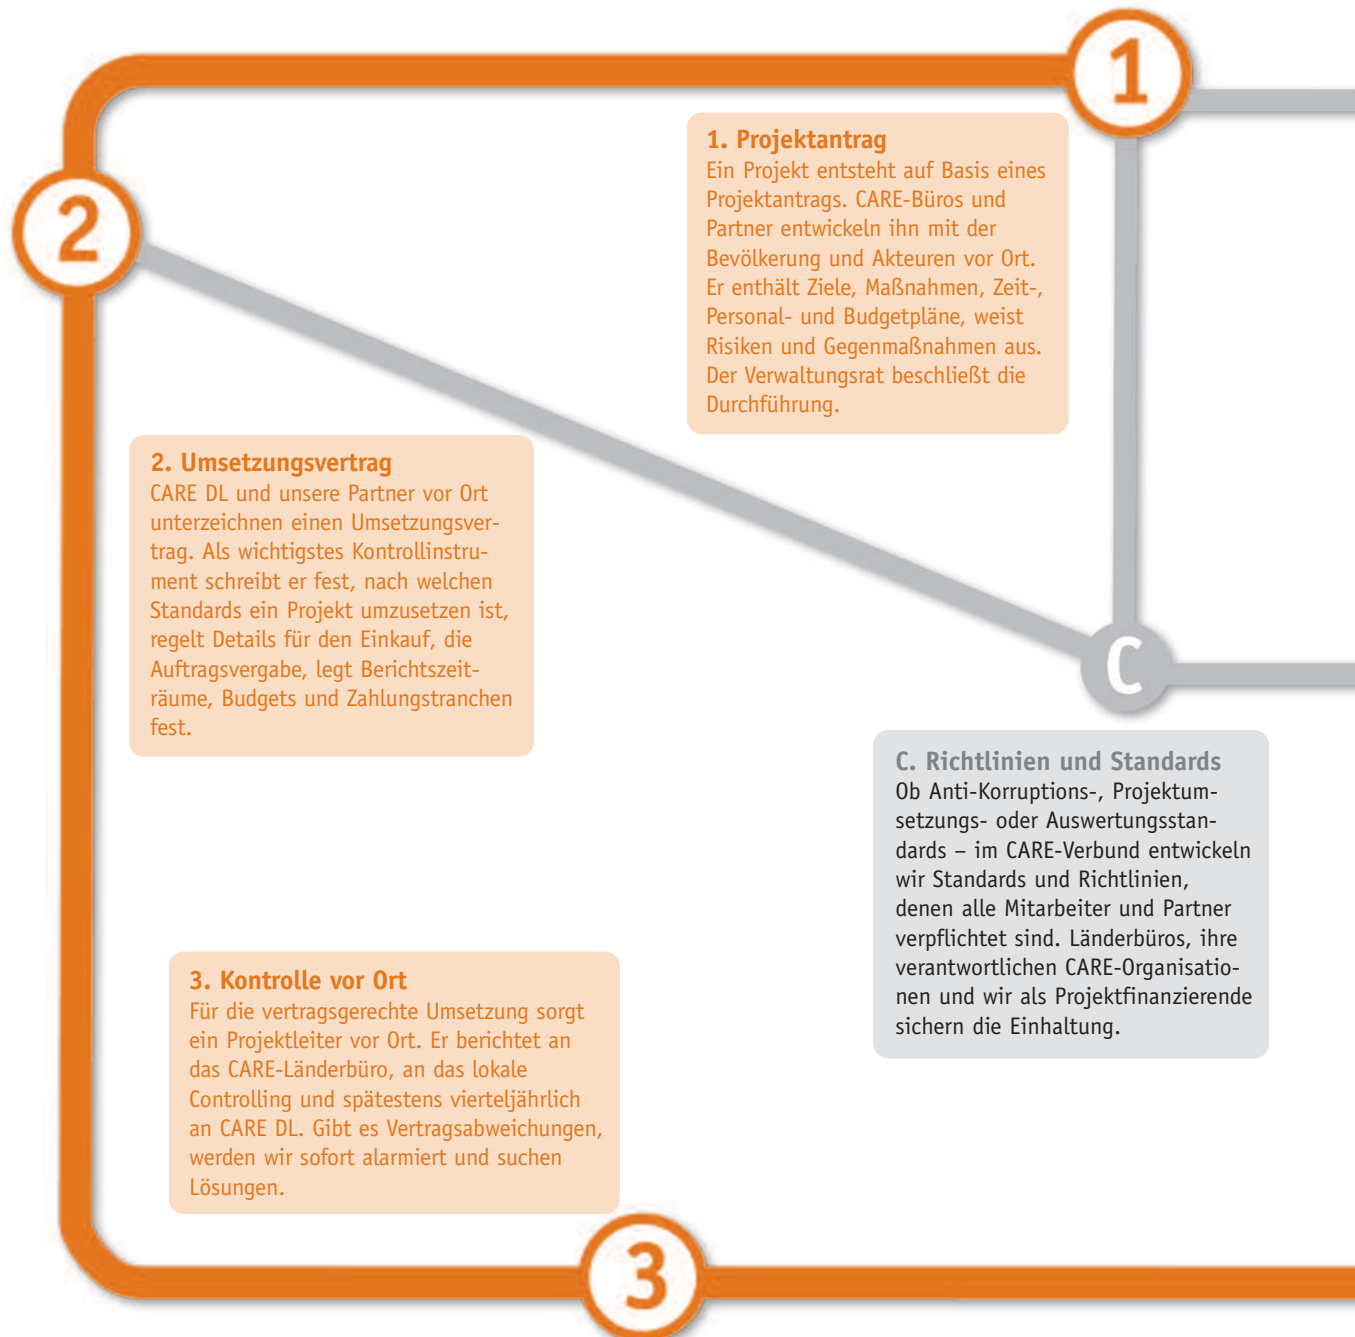 1
1. Projektantrag
Ein Projekt entsteht auf Basis eines
Projektantrags. CARE-Büros und
Partner entwickeln ihn mit der
Bevölkerung und Akteuren vor Ort.
Er enthält Ziele, Maßnahmen, Zeit-,
Personal- und Budgetpläne, weist
Risiken und Gegenmaßnahmen aus.
Der Verwaltungsrat beschließt die
Durchführung.
2
2. Umsetzungsvertrag
CARE DL und unsere Partner vor Ort
unterzeichnen einen Umsetzungsver-
trag. Als wichtigstes Kontrollinstru-
ment schreibt er fest, nach welchen
Standards ein Projekt umzusetzen ist,
regelt Details für den Einkauf, die
Auftragsvergabe, legt Berichtszeit-
räume, Budgets und Zahlungstranchen
fest.
C
C. Richtlinien und Standards
Ob Anti-Korruptions-, Projektum-
setzungs- oder Auswertungsstan-
dards – im CARE-Verbund entwickeln
wir Standards und Richtlinien,
denen alle Mitarbeiter und Partner
verpflichtet sind. Länderbüros, ihre
verantwortlichen CARE-Organisatio-
nen und wir als Projektfinanzierende
sichern die Einhaltung.
3. Kontrolle vor Ort
Für die vertragsgerechte Umsetzung sorgt
ein Projektleiter vor Ort. Er berichtet an
das CARE-Länderbüro, an das lokale
Controlling und spätestens vierteljährlich
an CARE DL. Gibt es Vertragsabweichungen,
werden wir sofort alarmiert und suchen
Lösungen.
3